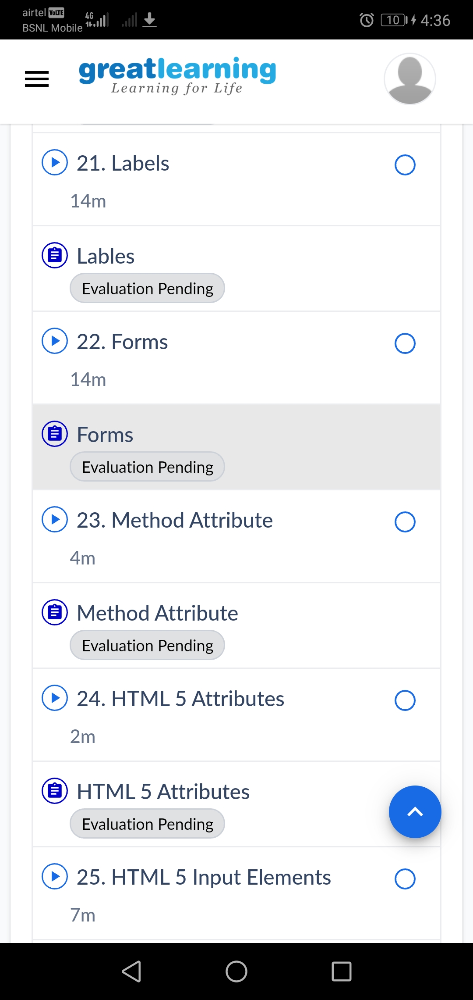 airtel VoLTE
BSNL Mobile
4G
10
4:36
greatlearning
Learning for Life
21. Labels
14m
Lables
Evaluation Pending
22. Forms
14m
Forms
Evaluation Pending
23. Method Attribute
4m
Method Attribute
Evaluation Pending
24. HTML 5 Attributes
2m
HTML 5 Attributes
Evaluation Pending
25. HTML 5 Input Elements
7m